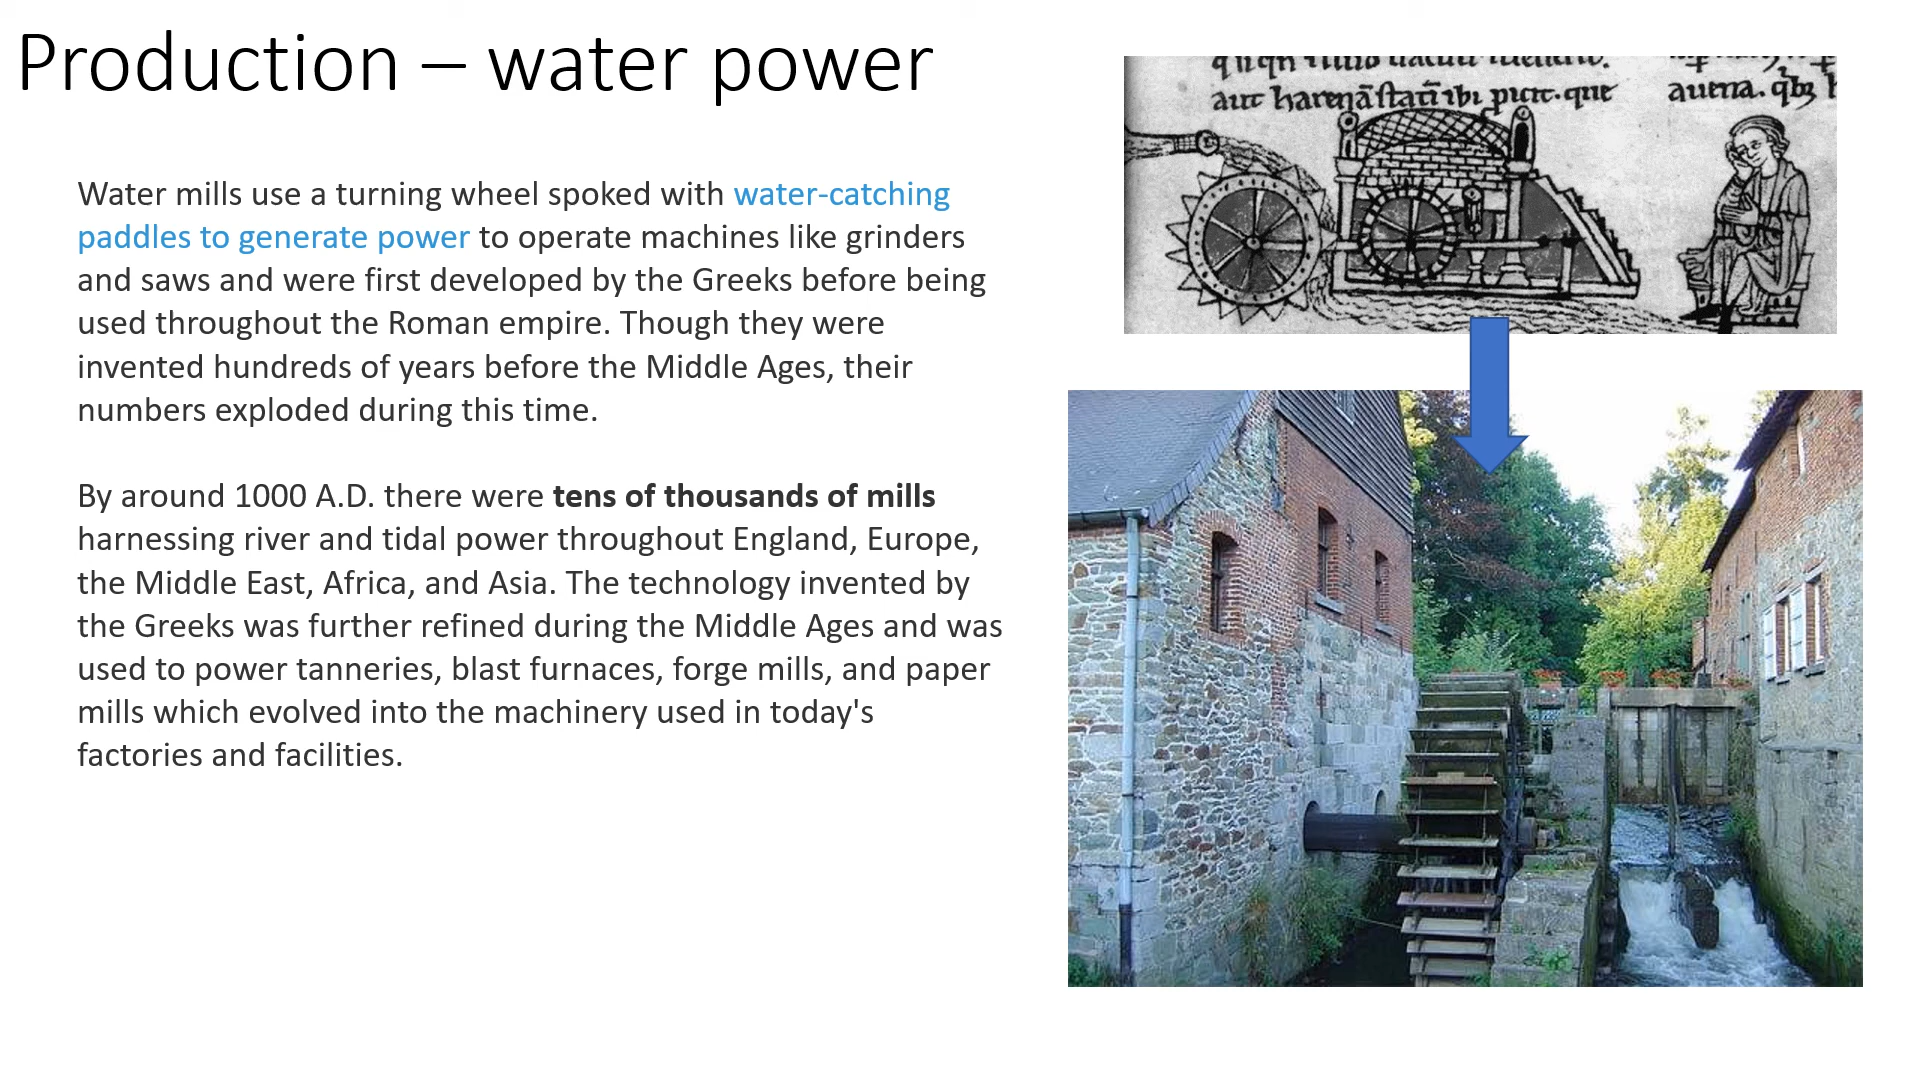 Production – water power
Water mills use a turning wheel spoked with water-catching
paddles to generate power to operate machines like grinders
and saws and were first developed by the Greeks before being
used throughout the Roman empire. Though they were
invented hundreds of years before the Middle Ages, their
numbers exploded during this time.
By around 1000 A.D. there were tens of thousands of mills
harnessing river and tidal power throughout England, Europe,
the Middle East, Africa, and Asia. The technology invented by
the Greeks was further refined during the Middle Ages and was
used to power tanneries, blast furnaces, forge mills, and paper
mills which evolved into the machinery used in today's
factories and facilities.